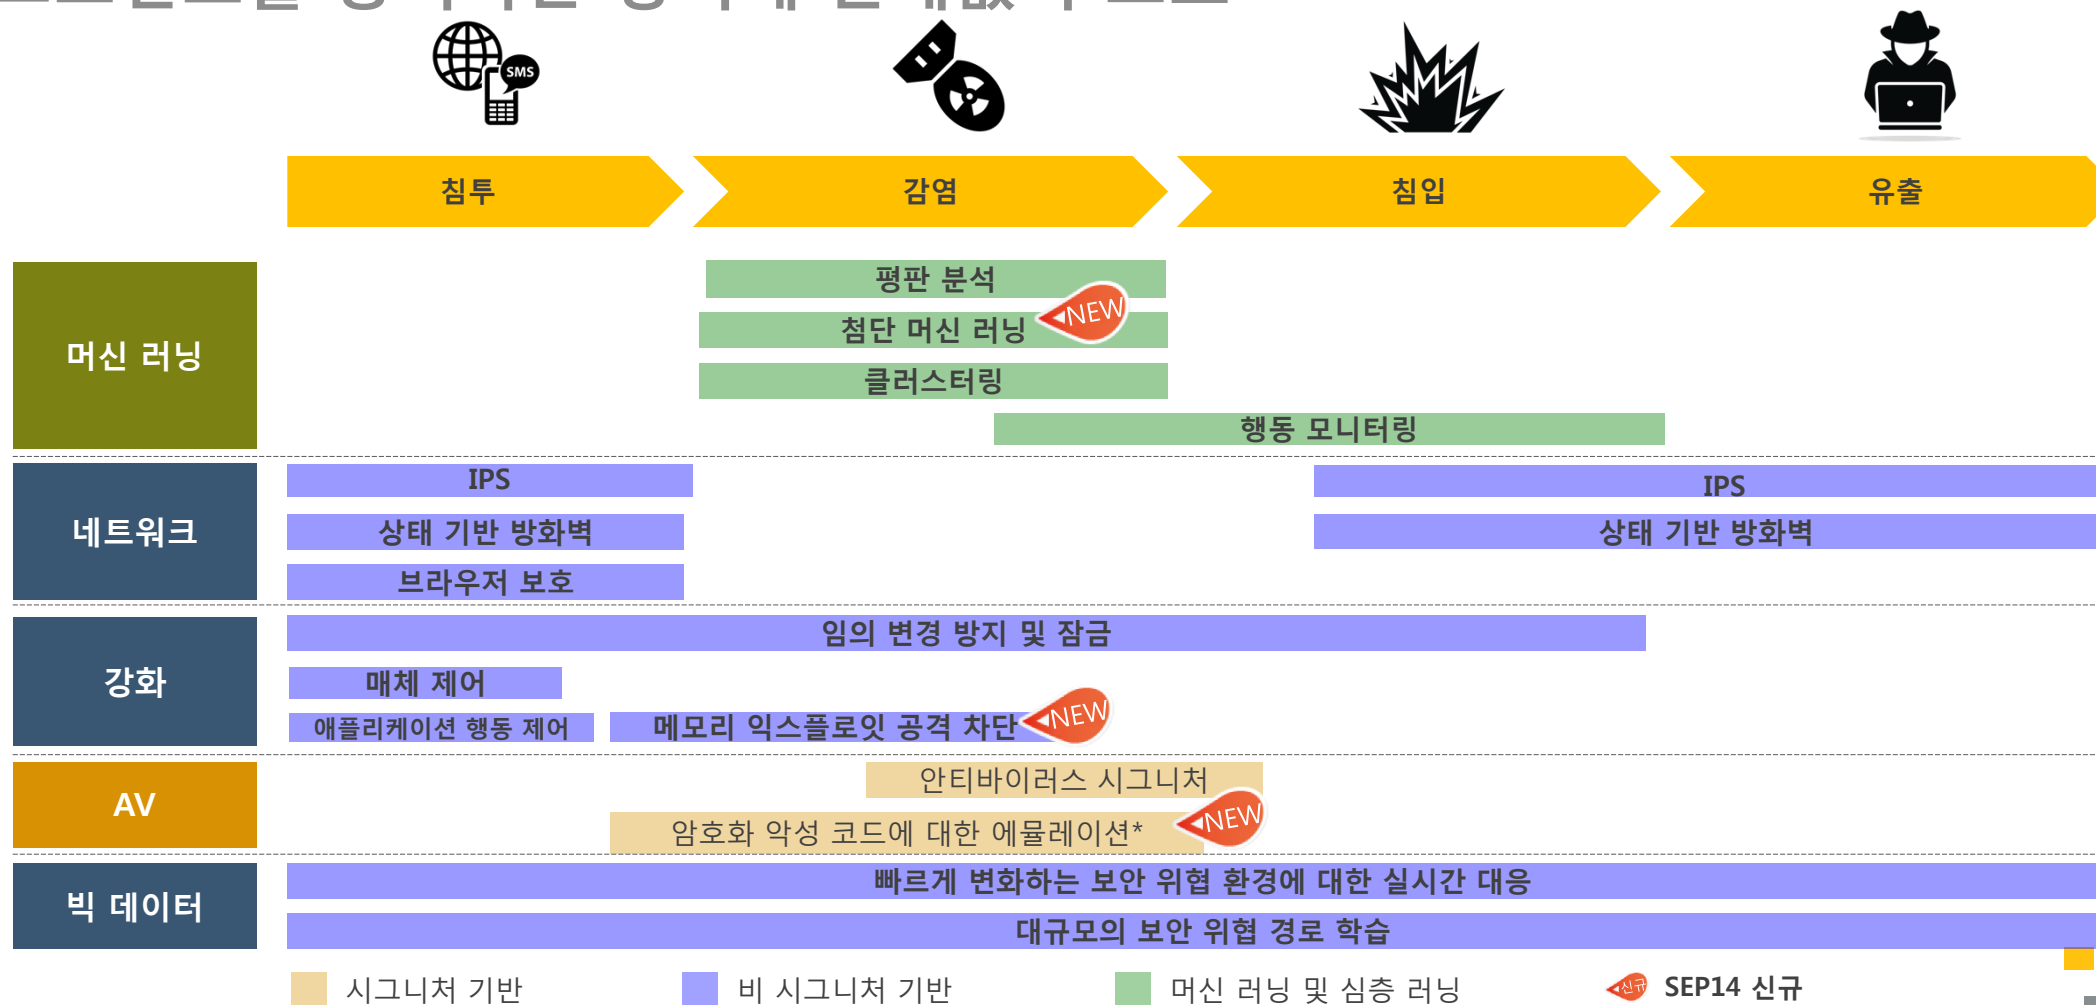 SMS
침투
감염
침입
유출
머신 러닝
평판 분석
첨단 머신 러닝
NEW
클러스터링
행동 모니터링
네트워크
IPS
IPS
상태 기반 방화벽
상태 기반 방화벽
브라우저 보호
강화
임의 변경 방지 및 잠금
매체 제어
애플리케이션 행동 제어
메모리 익스플로잇 공격 차단
NEW
AV
안티바이러스 시그니처
암호화 악성 코드에 대한 에뮬레이션*
NEW
빅 데이터
빠르게 변화하는 보안 위협 환경에 대한 실시간 대응
대규모의 보안 위협 경로 학습
시그니처 기반
비 시그니처 기반
머신 러닝 및 심층 러닝
신규
SEP14 신규